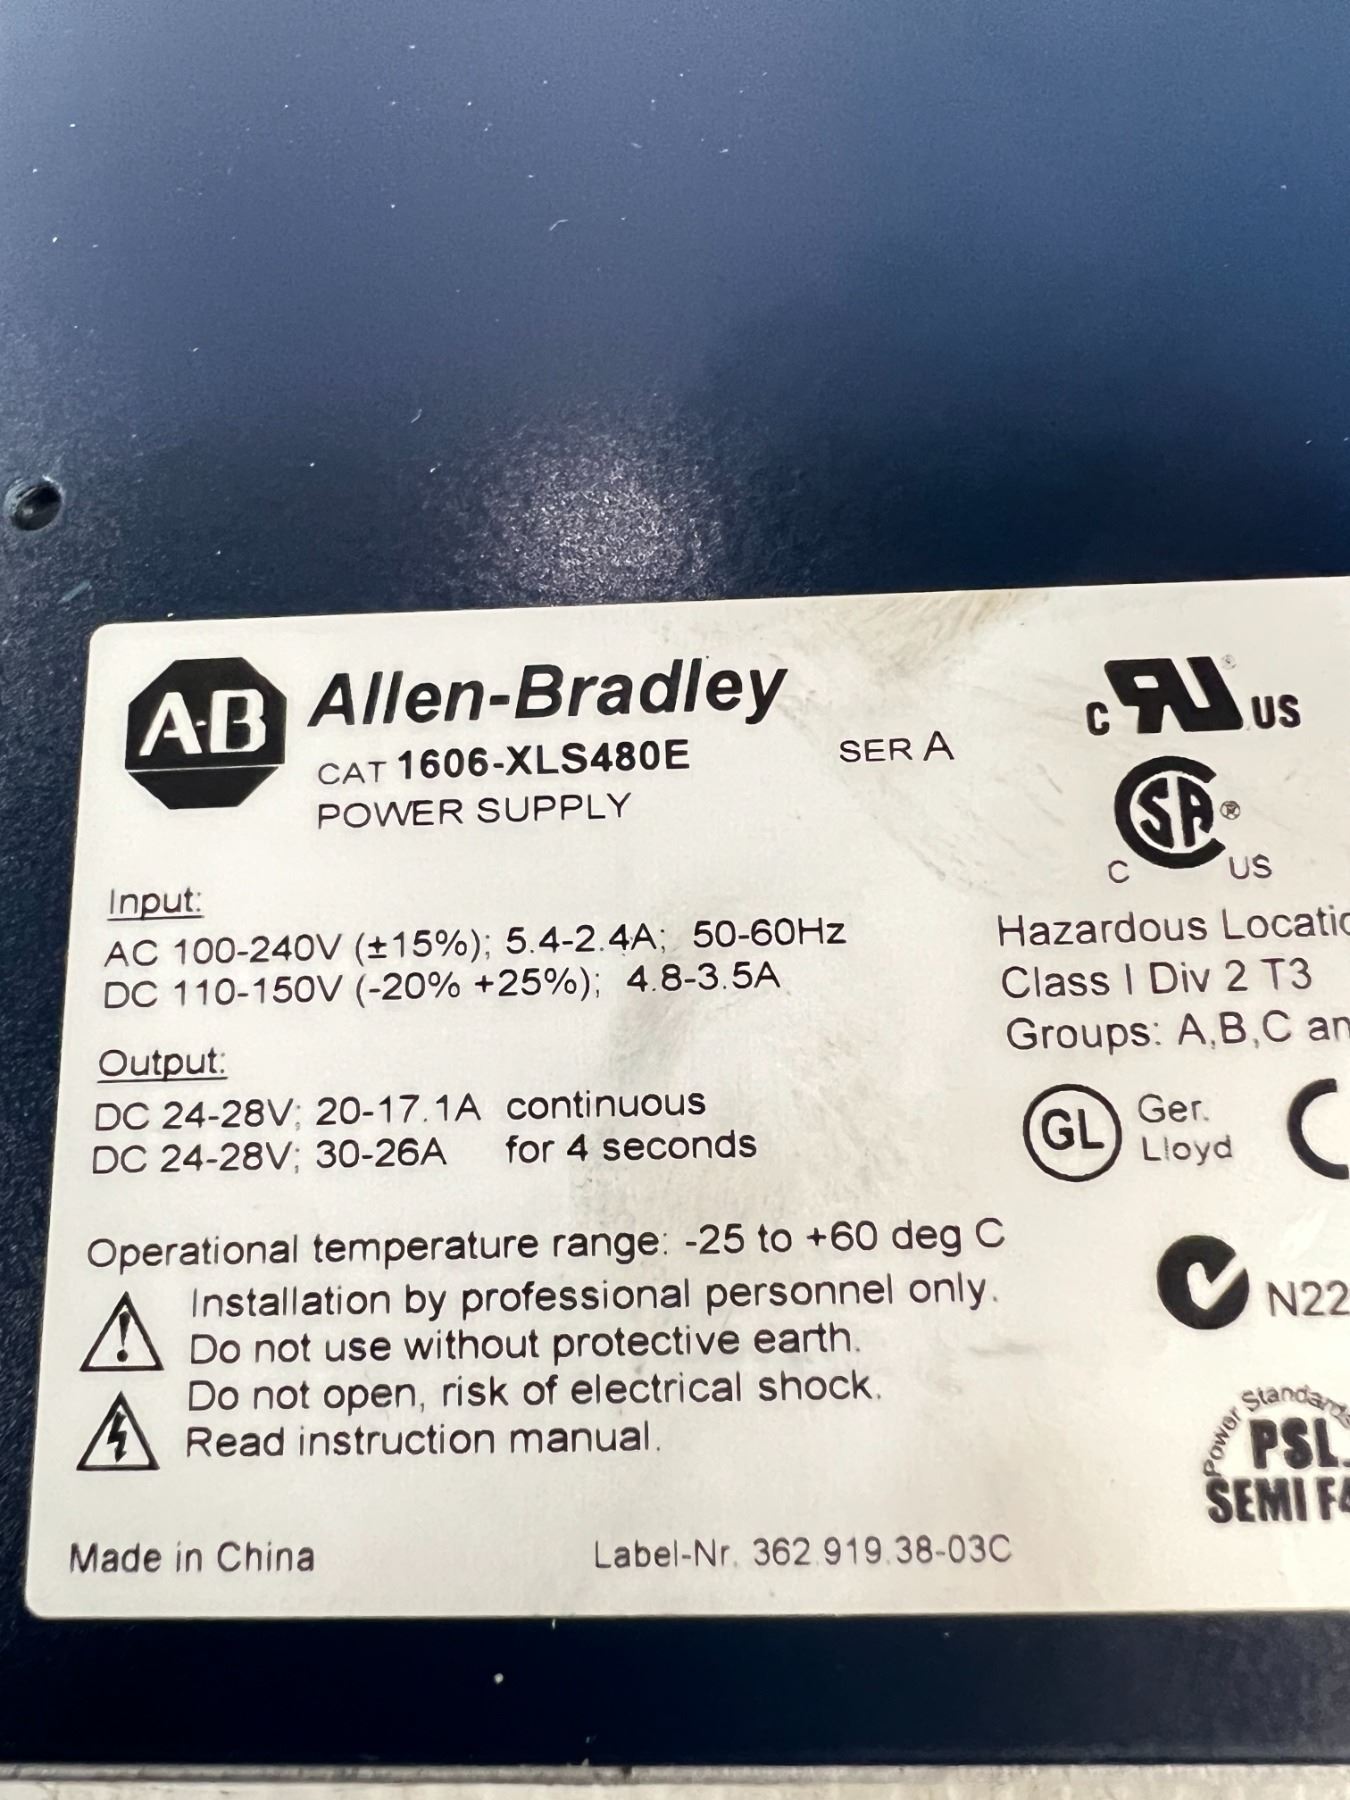 A-B Allen-Bradley
CAT 1606-XLS480E SER A
POWER SUPPLY
C RU ® US
C SA ® US
Input:
AC 100-240V (±15%); 5.4-2.4A; 50-60Hz
DC 110-150V (-20% +25%); 4.8-3.5A
Hazardous Locatio
Class I Div 2 T3
Groups: A,B,C an
Output:
DC 24-28V; 20-17.1A continuous
DC 24-28V; 30-26A for 4 seconds
GL Ger.
Lloyd
C
Operational temperature range: -25 to +60 deg C
Installation by professional personnel only.
Do not use without protective earth.
Do not open, risk of electrical shock.
Read instruction manual.
N22
Power Standards
PSL
SEMI F4
Made in China
Label-Nr. 362.919.38-03C